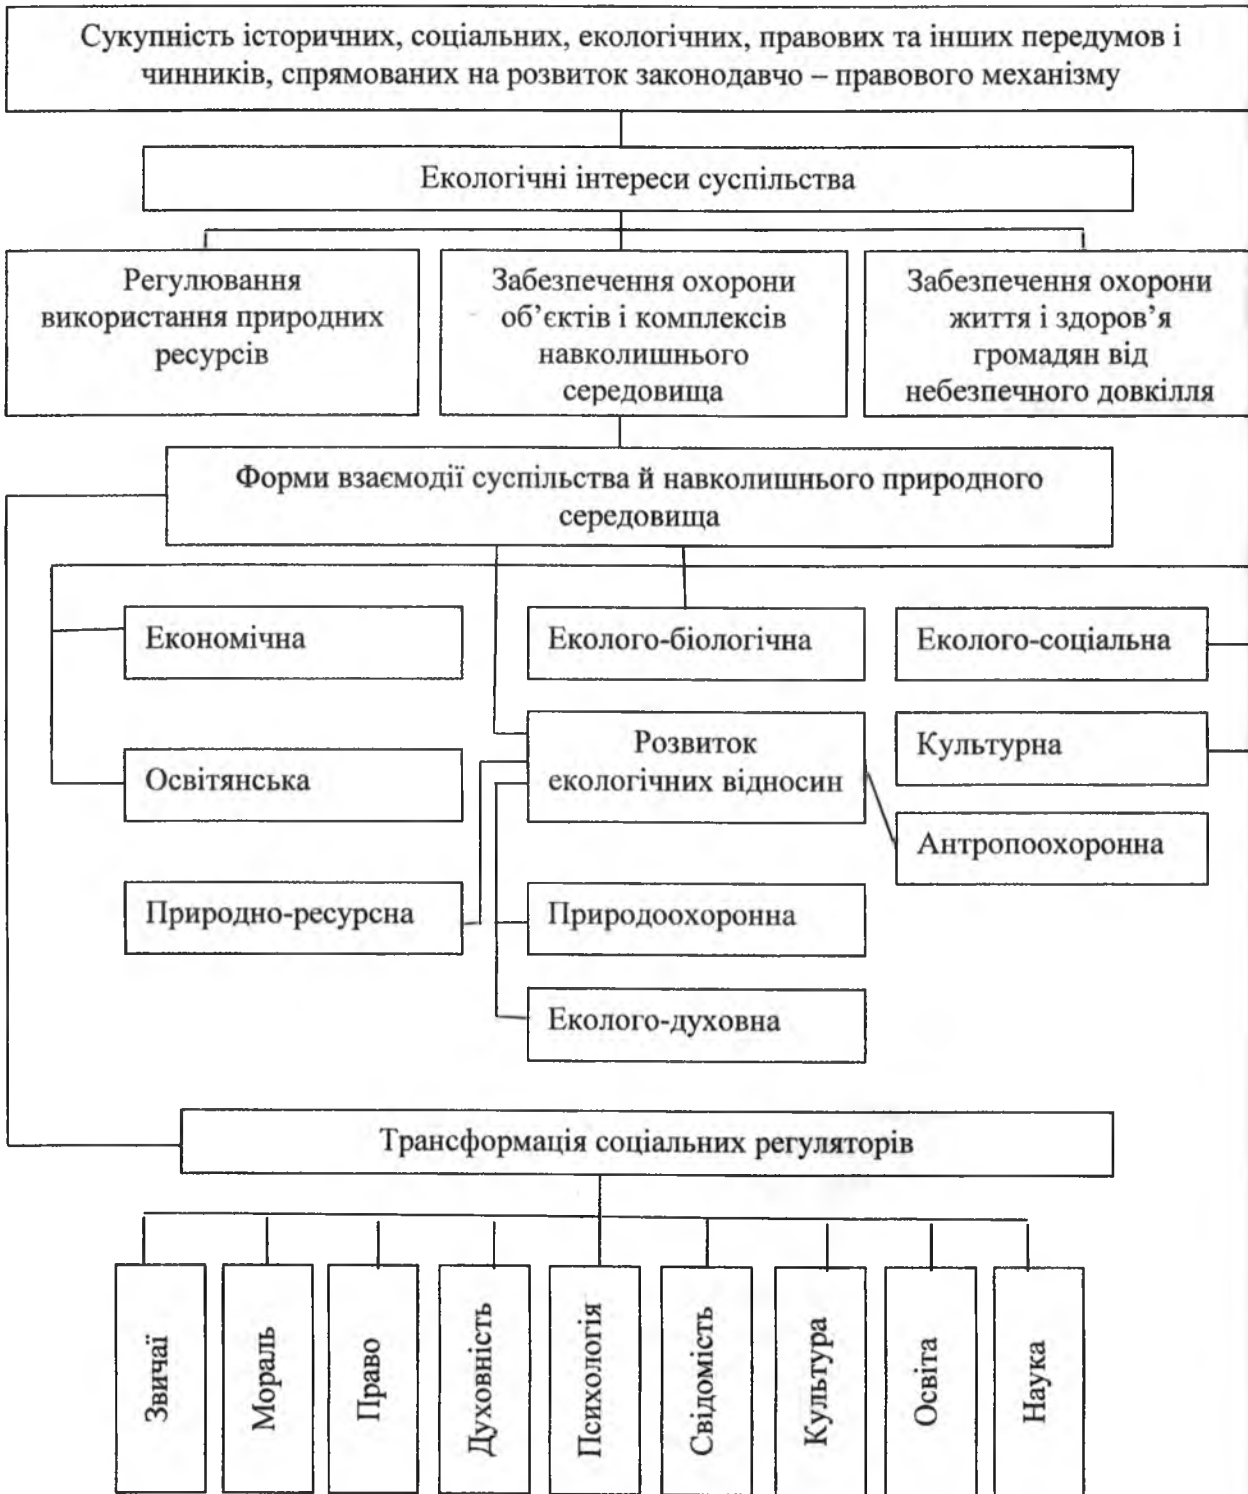 Сукупність історичних, соціальних, екологічних, правових та інших передумов і
чинників, спрямованих на розвиток законодавчо – правового механізму
Екологічні інтереси суспільства
Регулювання
використання природних
ресурсів
Забезпечення охорони
об’єктів і комплексів
навколишнього
середовища
Забезпечення охорони
життя і здоров’я
громадян від
небезпечного довкілля
Форми взаємодії суспільства й навколишнього природного
середовища
Економічна
Еколого-біологічна
Еколого-соціальна
Освітянська
Розвиток
екологічних відносин
Культурна
Антропоохоронна
Природно-ресурсна
Природоохоронна
Еколого-духовна
Трансформація соціальних регуляторів
Звичаї
Мораль
Право
Духовність
Психологія
Свідомість
Культура
Освіта
Наука